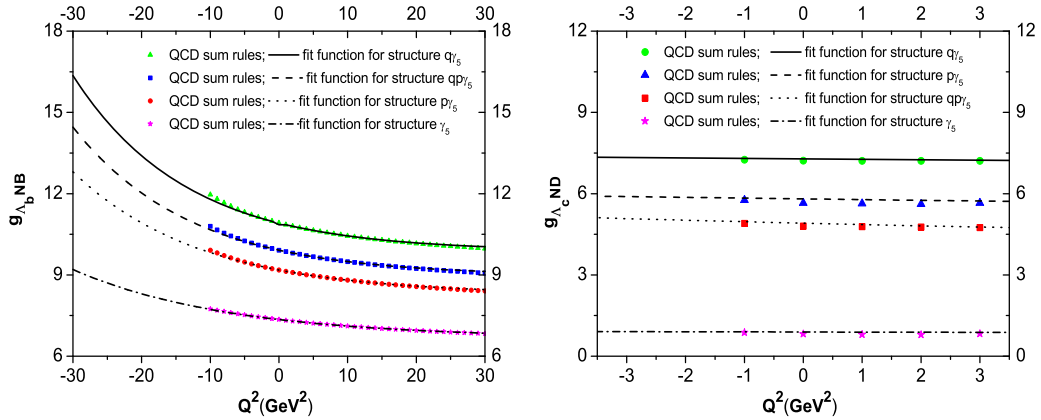 -30 -20 -10 0 10 20 30
18 18
QCD sum rules; fit function for structure qγ5
QCD sum rules; fit function for structure qpγ5
QCD sum rules; fit function for structure pγ5
QCD sum rules; fit function for structure γ5
15 15
12 12
9 9
6 6
gΛbNB
-30 -20 -10 0 10 20 30
Q2(GeV2)
-3 -2 -1 0 1 2 3
12 12
QCD sum rules; fit function for structure qγ5
QCD sum rules; fit function for structure pγ5
QCD sum rules; fit function for structure qpγ5
QCD sum rules; fit function for structure γ5
9 9
6 6
3 3
0 0
gΛcND
-3 -2 -1 0 1 2 3
Q2(GeV2)